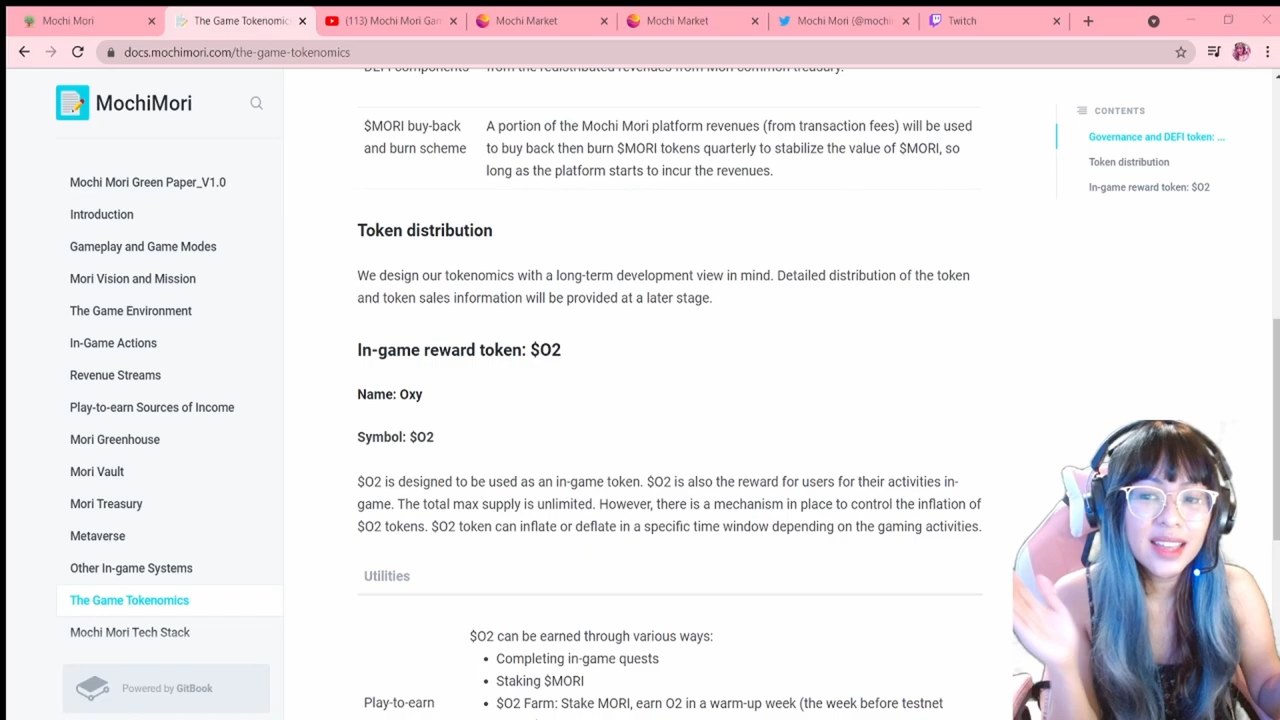 Mochi Mori
The Game Tokenomic
(113) Mochi Mori Gar
Mochi Market
Mochi Market
Mochi Mori (@mochi
Twitch
docs.mochimori.com/the-game-tokenomics
MochiMori
Mochi Mori Green Paper_V1.0
Introduction
Gameplay and Game Modes
Mori Vision and Mission
The Game Environment
In-Game Actions
Revenue Streams
Play-to-earn Sources of Income
Mori Greenhouse
Mori Vault
Mori Treasury
Metaverse
Other In-game Systems
The Game Tokenomics
Mochi Mori Tech Stack
Powered by GitBook
DEFI components from the redistributed revenues from Mori common treasury.
$MORI buy-back
and burn scheme
A portion of the Mochi Mori platform revenues (from transaction fees) will be used
to buy back then burn $MORI tokens quarterly to stabilize the value of $MORI, so
long as the platform starts to incur the revenues.
Token distribution
We design our tokenomics with a long-term development view in mind. Detailed distribution of the token
and token sales information will be provided at a later stage.
In-game reward token: $O2
Name: Oxy
Symbol: $O2
$O2 is designed to be used as an in-game token. $O2 is also the reward for users for their activities in-
game. The total max supply is unlimited. However, there is a mechanism in place to control the inflation of
$O2 tokens. $O2 token can inflate or deflate in a specific time window depending on the gaming activities.
Utilities
Play-to-earn
$O2 can be earned through various ways:
• Completing in-game quests
• Staking $MORI
• $O2 Farm: Stake MORI, earn O2 in a warm-up week (the week before testnet
CONTENTS
Governance and DEFI token: ...
Token distribution
In-game reward token: $O2